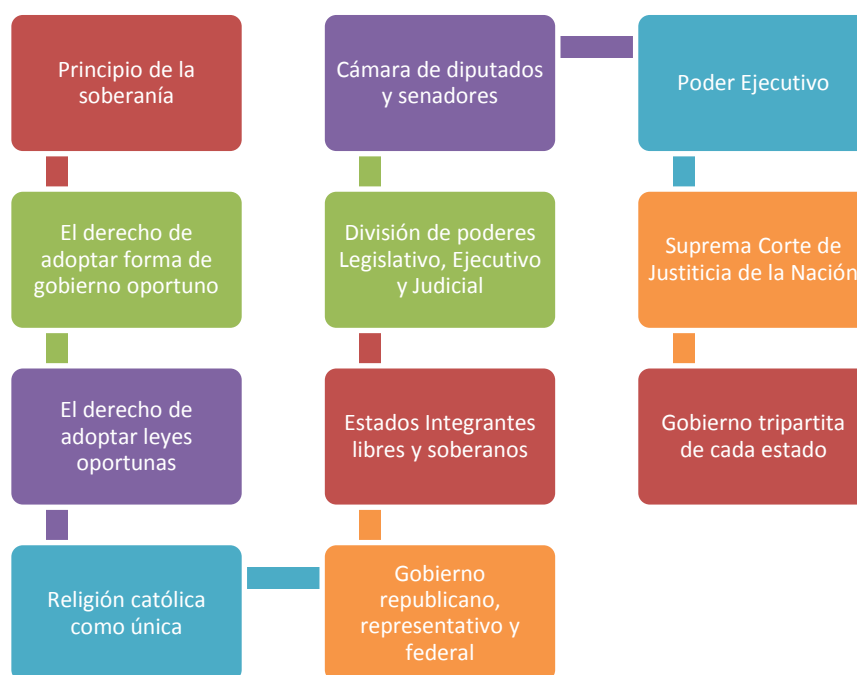 Principio de la
soberanía
El derecho de
adoptar forma de
gobierno oportuno
El derecho de
adoptar leyes
oportunas
Religión católica
como única
Gobierno
republicano,
representativo y
federal
Estados Integrantes
libres y soberanos
División de poderes
Legislativo, Ejecutivo
y Judicial
Cámara de diputados
y senadores
Poder Ejecutivo
Suprema Corte de
Justiticia de la Nación
Gobierno tripartita
de cada estado